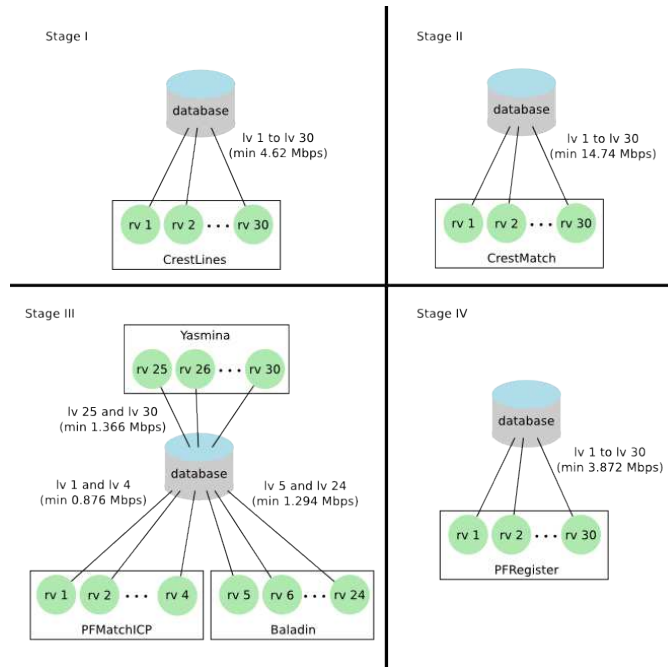 Stage I
database
lv 1 to lv 30
(min 4.62 Mbps)
rv 1 rv 2 ... rv 30
CrestLines
Stage II
database
lv 1 to lv 30
(min 14.74 Mbps)
rv 1 rv 2 ... rv 30
CrestMatch
Stage III
Yasmina
rv 25 rv 26 ... rv 30
lv 25 and lv 30
(min 1.366 Mbps)
database
lv 1 and lv 4
(min 0.876 Mbps)
lv 5 and lv 24
(min 1.294 Mbps)
rv 1 rv 2 ... rv 4
PFMatchICP
rv 5 rv 6 ... rv 24
Baladin
Stage IV
database
lv 1 to lv 30
(min 3.872 Mbps)
rv 1 rv 2 ... rv 30
PFRegister